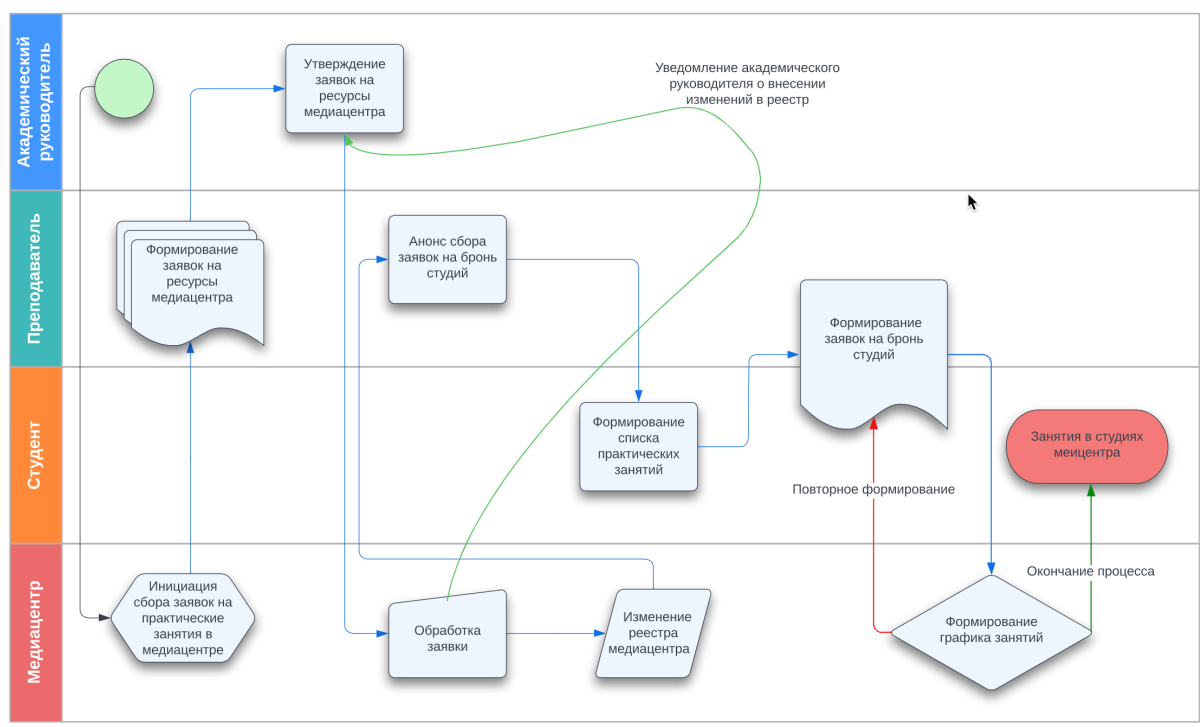 Академический
руководитель
Утверждение
заявок на
ресурсы
медиацентра
Уведомление академического
руководителя о внесении
изменений в реестр
Преподаватель
Формирование
заявок на
ресурсы
медиацентра
Анонс сбора
заявок на бронь
студий
Формирование
заявок на бронь
студий
Студент
Формирование
списка
практических
занятий
Занятия в студиях
меицентра
Повторное формирование
Медиацентр
Инициация
сбора заявок на
практические
занятия в
медиацентре
Обработка
заявки
Изменение
реестра
медиацентра
Формирование
графика занятий
Окончание процесса